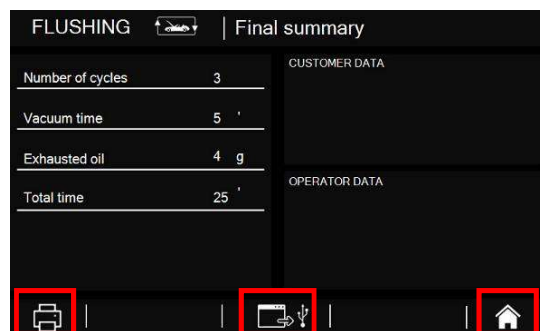 FLUSHING
Final summary
Number of cycles 3
Vacuum time 5 '
Exhausted oil 4 g
Total time 25 '
CUSTOMER DATA
OPERATOR DATA